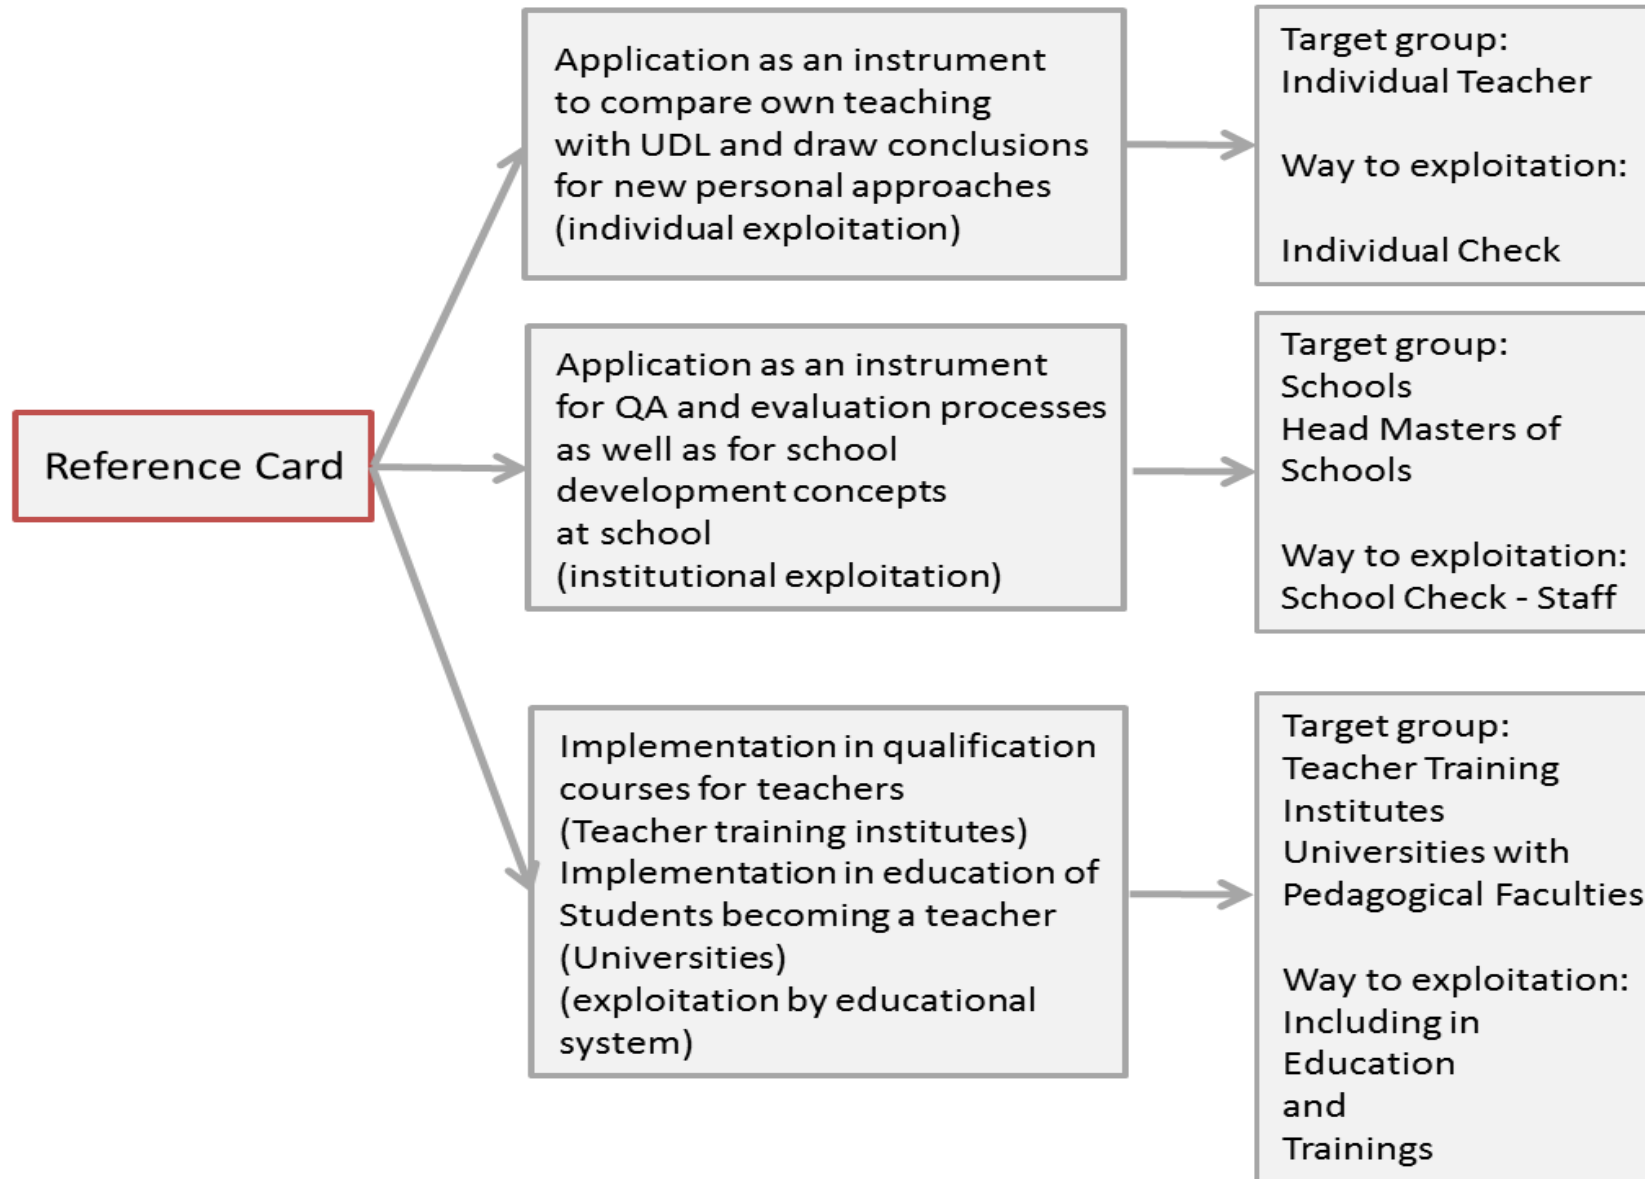 Reference Card
Application as an instrument
to compare own teaching
with UDL and draw conclusions
for new personal approaches
(individual exploitation)
Target group:
Individual Teacher
Way to exploitation:
Individual Check
Application as an instrument
for QA and evaluation processes
as well as for school
development concepts
at school
(institutional exploitation)
Target group:
Schools
Head Masters of
Schools
Way to exploitation:
School Check - Staff
Implementation in qualification
courses for teachers
(Teacher training institutes)
Implementation in education of
Students becoming a teacher
(Universities)
(exploitation by educational
system)
Target group:
Teacher Training
Institutes
Universities with
Pedagogical Faculties
Way to exploitation:
Including in
Education
and
Trainings